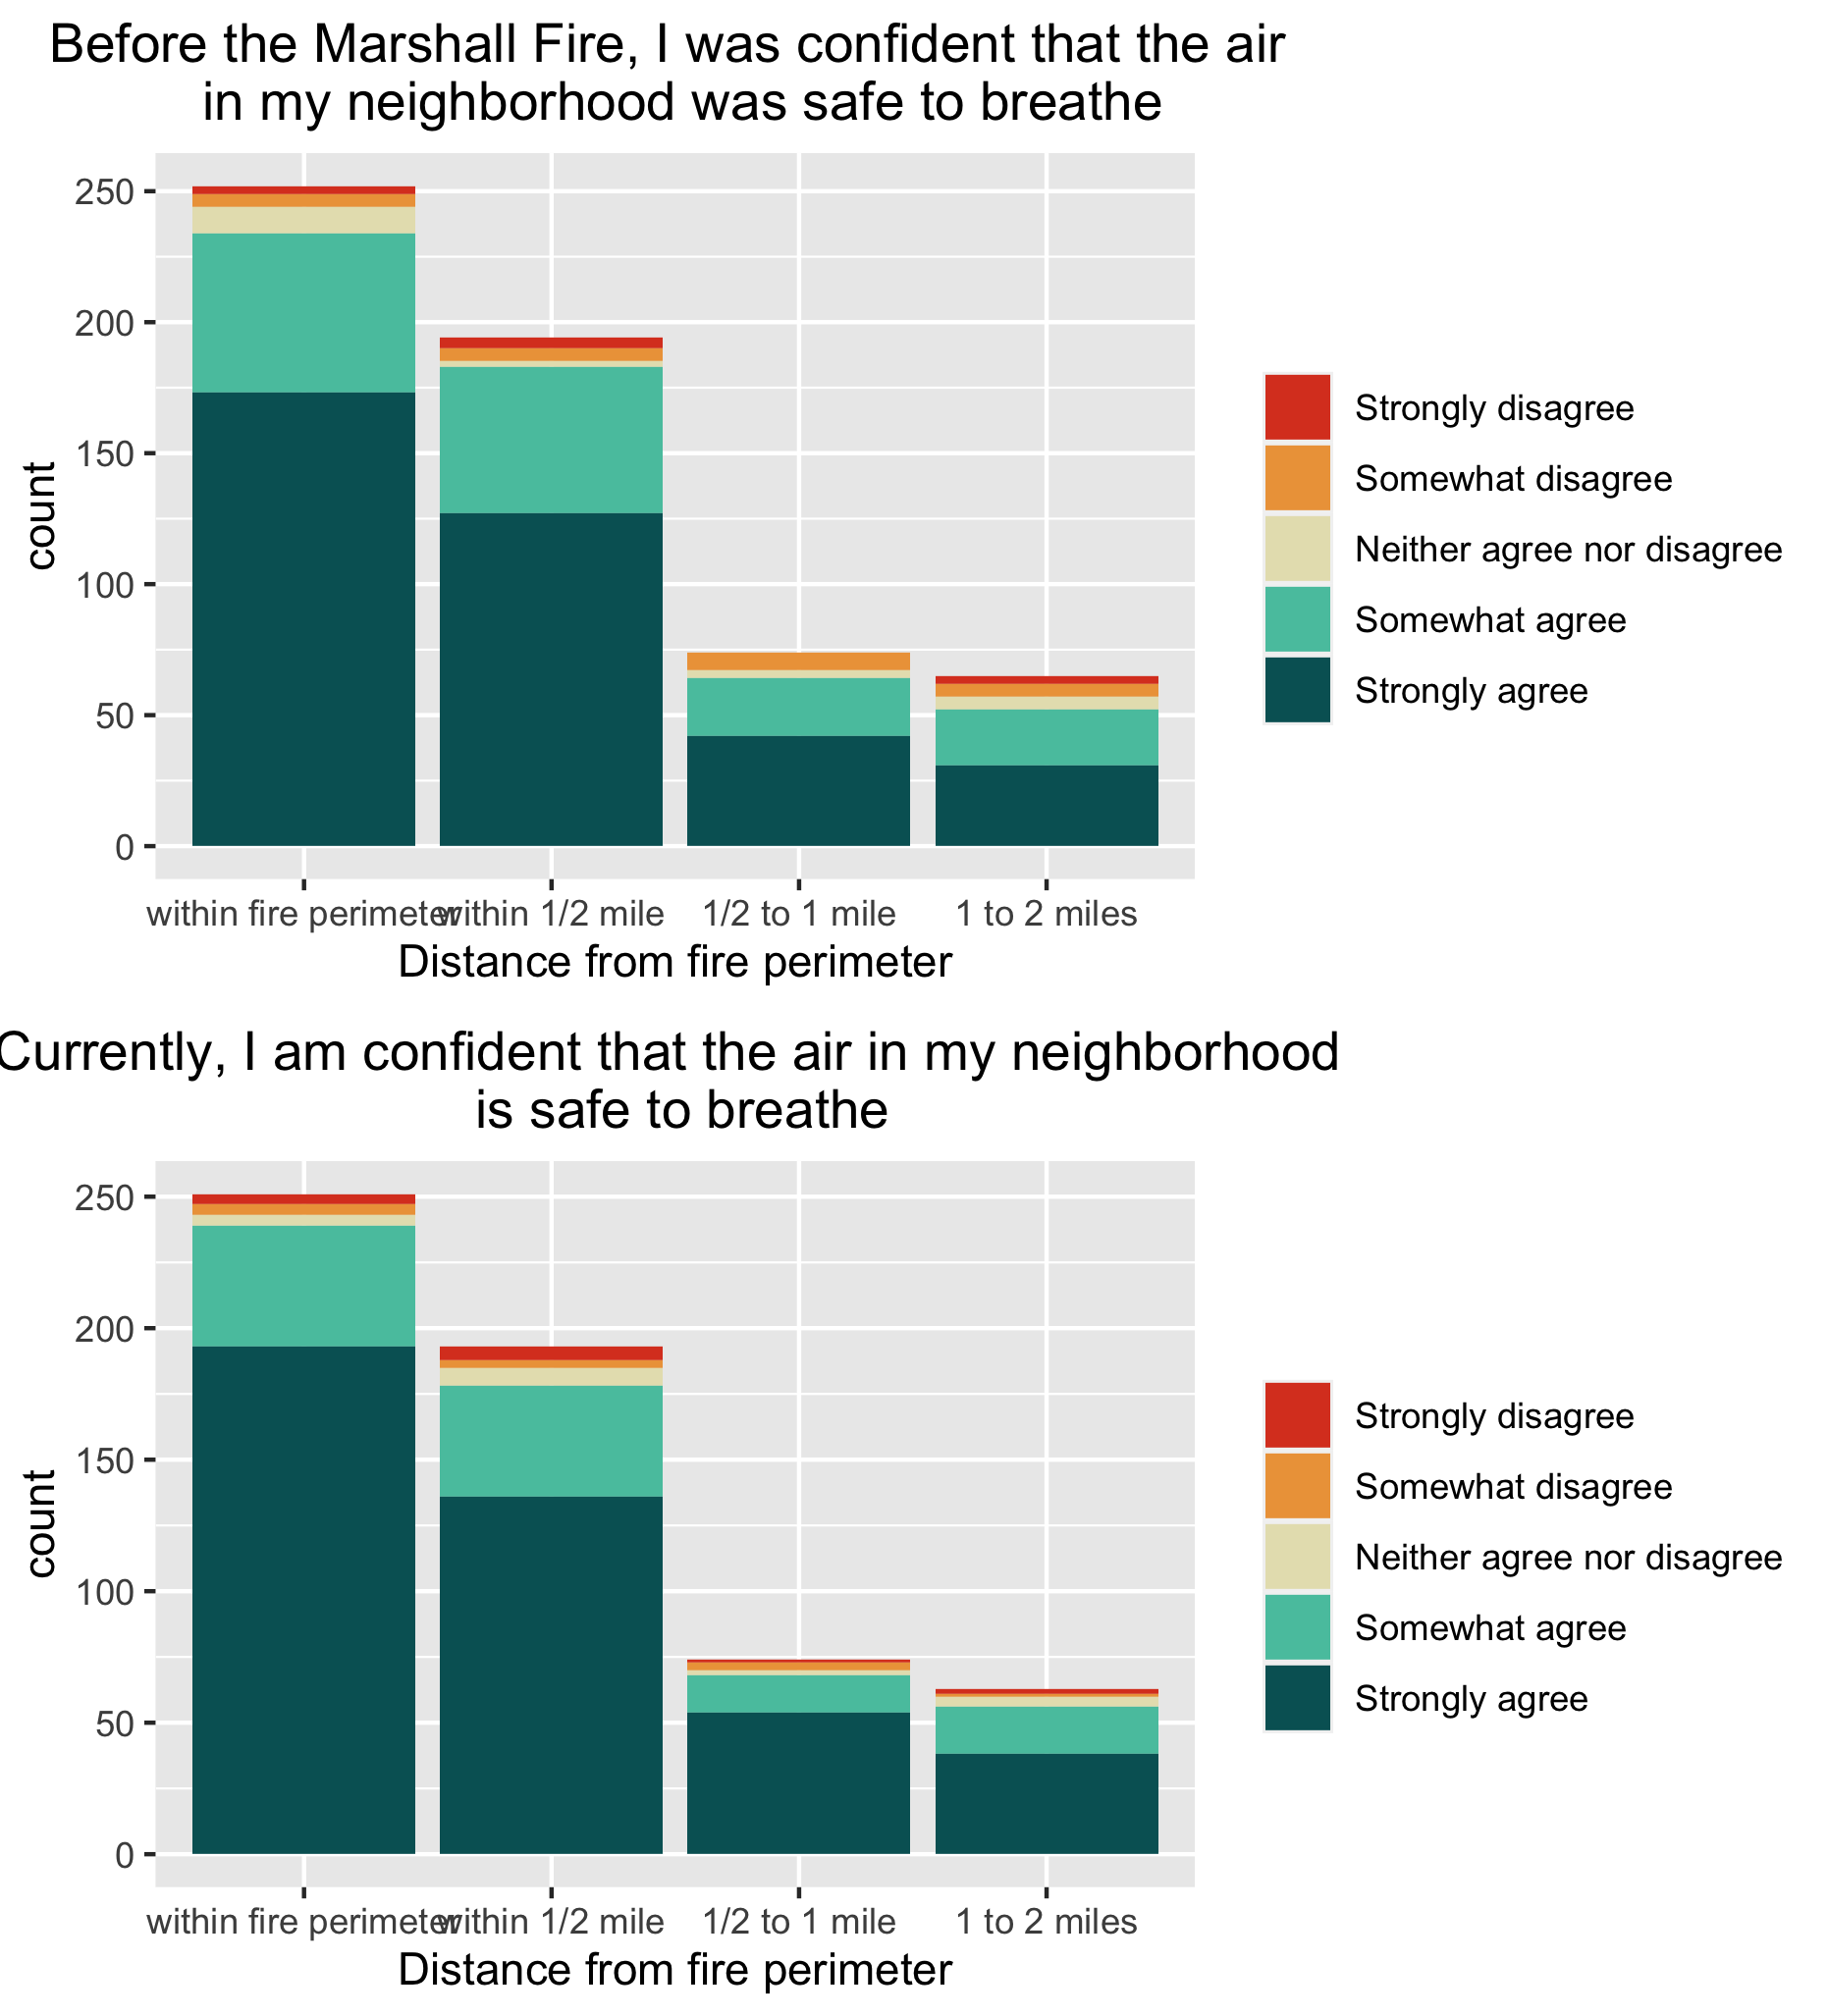 Before the Marshall Fire, I was confident that the air
in my neighborhood was safe to breathe
250
200
150
100
50
0
count
within fire perimeter within 1/2 mile 1/2 to 1 mile 1 to 2 miles
Distance from fire perimeter
Strongly disagree
Somewhat disagree
Neither agree nor disagree
Somewhat agree
Strongly agree
Currently, I am confident that the air in my neighborhood
is safe to breathe
250
200
150
100
50
0
count
within fire perimeter within 1/2 mile 1/2 to 1 mile 1 to 2 miles
Distance from fire perimeter
Strongly disagree
Somewhat disagree
Neither agree nor disagree
Somewhat agree
Strongly agree